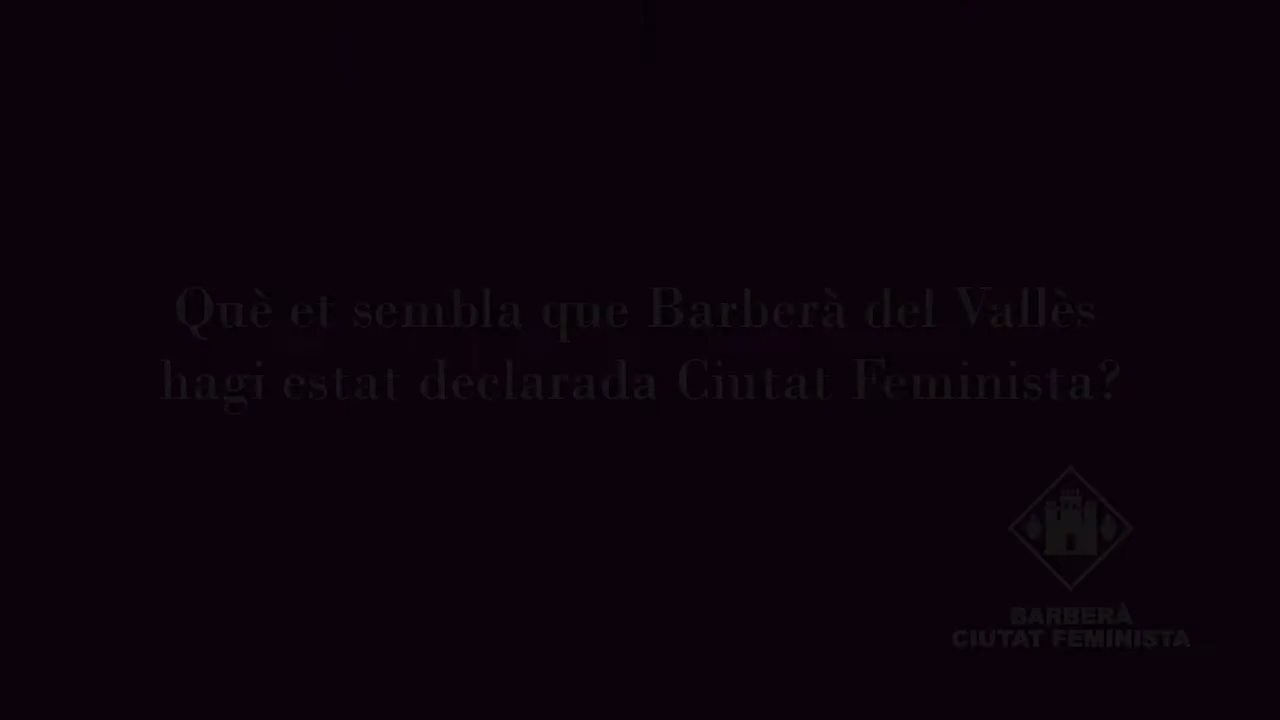 Què et sembla que Barberà del Vallès
hagi estat declarada Ciutat Feminista?
BARBERÀ
CIUTAT FEMINISTA